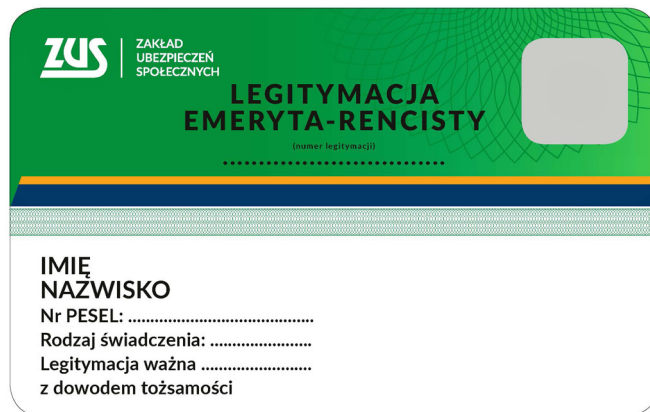 ZUS
ZAKŁAD
UBEZPIECZEŃ
SPOŁECZNYCH
LEGITYMACJA
EMERYTA-RENCISTY
(numer legitymacji)
................................
IMIĘ
NAZWISKO
Nr PESEL: ...........................................
Rodzaj świadczenia: ........................
Legitymacja ważna ..........................
z dowodem tożsamości